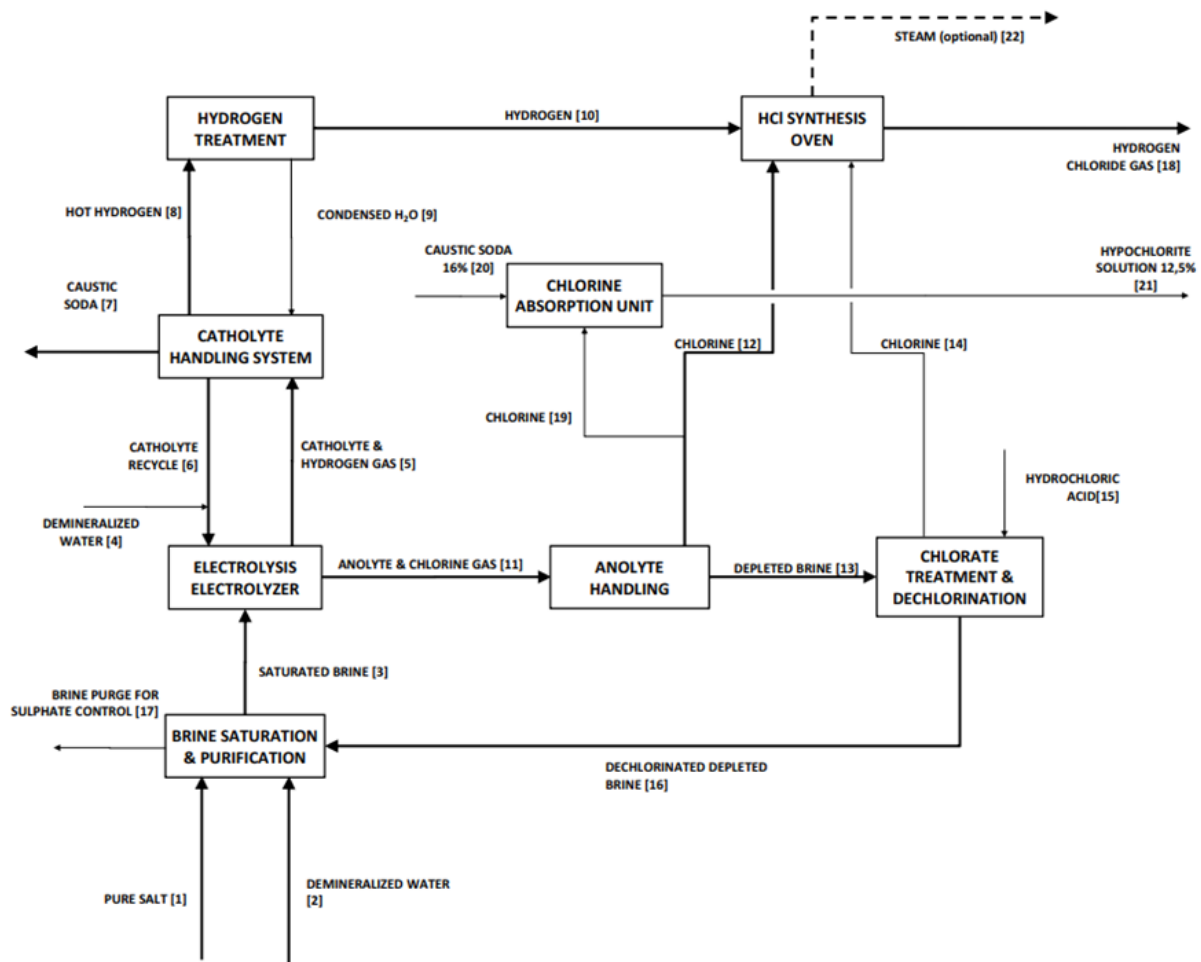 STEAM (optional) [22]
HYDROGEN
TREATMENT
HYDROGEN [10]
HCl SYNTHESIS
OVEN
HYDROGEN
CHLORIDE GAS [18]
HOT HYDROGEN [8]
CONDENSED H₂O [9]
CAUSTIC SODA
16% [20]
CHLORINE
ABSORPTION UNIT
HYPOCHLORITE
SOLUTION 12,5%
[21]
CAUSTIC
SODA [7]
CATHOLYTE
HANDLING SYSTEM
CHLORINE [12]
CHLORINE [14]
CHLORINE [19]
CATHOLYTE
RECYCLE [6]
CATHOLYTE &
HYDROGEN GAS [5]
HYDROCHLORIC
ACID[15]
DEMINERALIZED
WATER [4]
ELECTROLYSIS
ELECTROLYZER
ANOLYTE & CHLORINE GAS [11]
ANOLYTE
HANDLING
DEPLETED BRINE [13]
CHLORATE
TREATMENT &
DECHLORINATION
SATURATED BRINE [3]
BRINE PURGE FOR
SULPHATE CONTROL [17]
BRINE SATURATION
& PURIFICATION
DECHLORINATED DEPLETED
BRINE [16]
PURE SALT [1]
DEMINERALIZED WATER
[2]